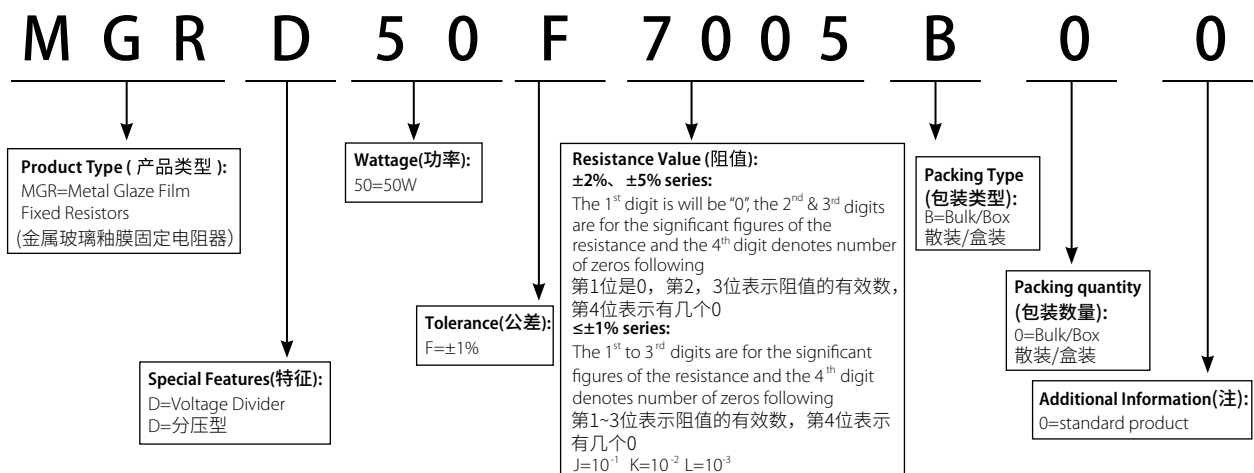 M G R D 5 0 F 7 0 0 5 B 0 0
Product Type ( 产品类型 ):
MGR=Metal Glaze Film
Fixed Resistors
(金属玻璃釉膜固定电阻器)
Special Features(特征):
D=Voltage Divider
D=分压型
Wattage(功率):
50=50W
Tolerance(公差):
F=±1%
Resistance Value (阻值):
±2%、±5% series:
The 1st digit is will be “0”, the 2nd & 3rd digits
are for the significant figures of the
resistance and the 4th digit denotes number
of zeros following
第1位是0，第2，3位表示阻值的有效数，
第4位表示有几个0
≤±1% series:
The 1st to 3rd digits are for the significant
figures of the resistance and the 4th digit
denotes number of zeros following
第1~3位表示阻值的有效数，第4位表示
有几个0
J=10⁻¹ K=10⁻² L=10⁻³
Packing Type
(包装类型):
B=Bulk/Box
散装/盒装
Packing quantity
(包装数量):
0=Bulk/Box
散装/盒装
Additional Information(注):
0=standard product